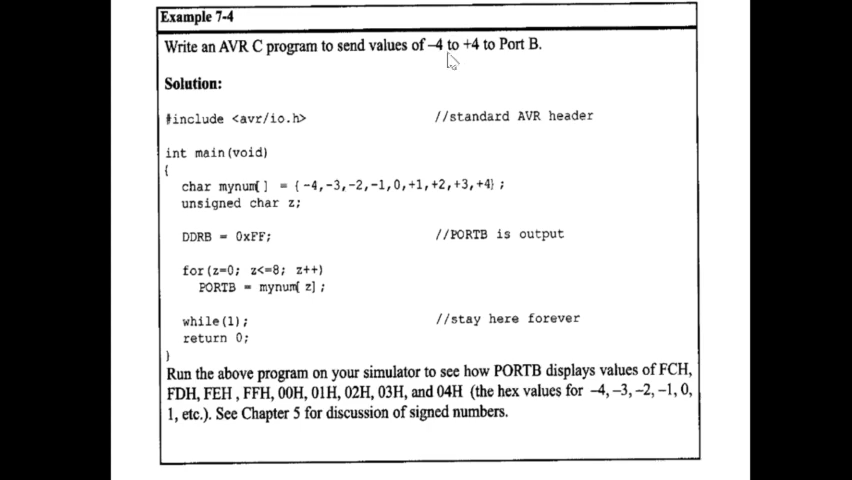 Example 7-4
Write an AVR C program to send values of –4 to +4 to Port B.
Solution:
#include <avr/io.h> //standard AVR header
int main(void)
{
char mynum[] = {-4,-3,-2,-1,0,+1,+2,+3,+4};
unsigned char z;
DDRB = 0xFF; //PORTB is output
for(z=0; z<=8; z++)
PORTB = mynum[z];
while(1); //stay here forever
return 0;
}
Run the above program on your simulator to see how PORTB displays values of FCH,
FDH, FEH , FFH, 00H, 01H, 02H, 03H, and 04H (the hex values for –4, –3, –2, –1, 0,
1, etc.). See Chapter 5 for discussion of signed numbers.